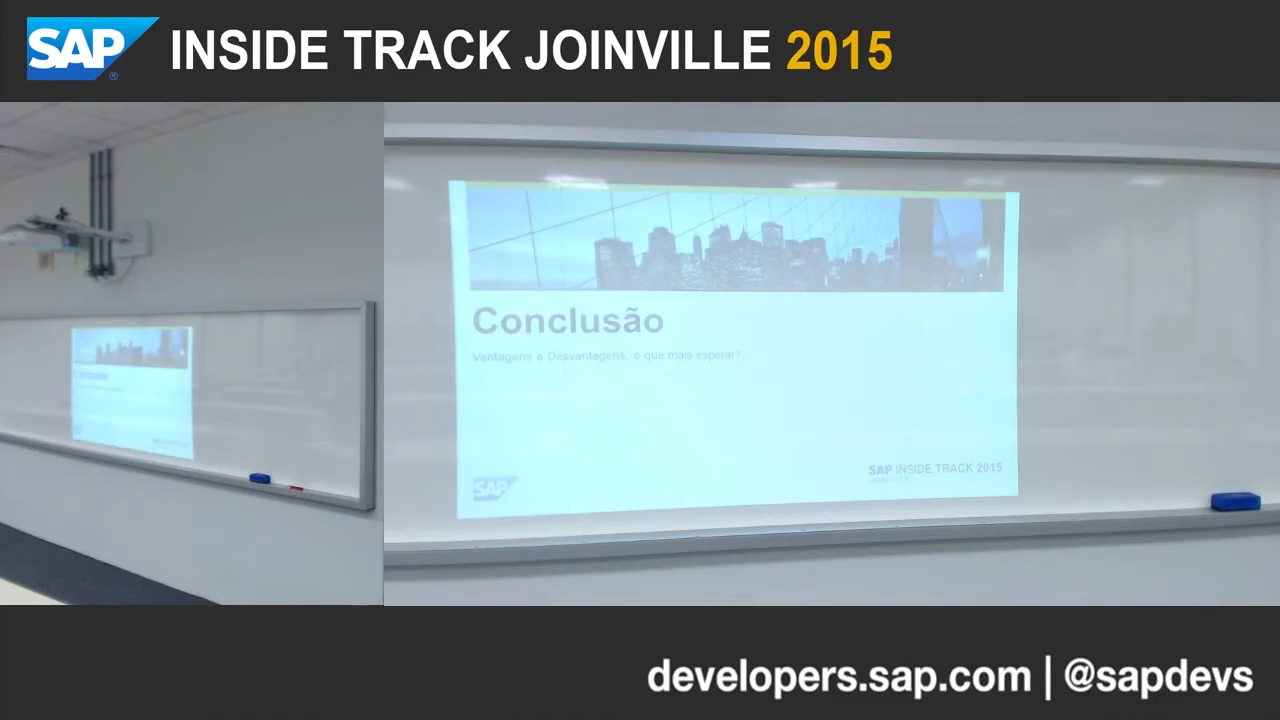 SAP INSIDE TRACK JOINVILLE 2015
Conclusão
Vantagens e Desvantagens, o que mais esperar?
SAP
SAP INSIDE TRACK 2015
JOINVILLE
developers.sap.com | @sapdevs